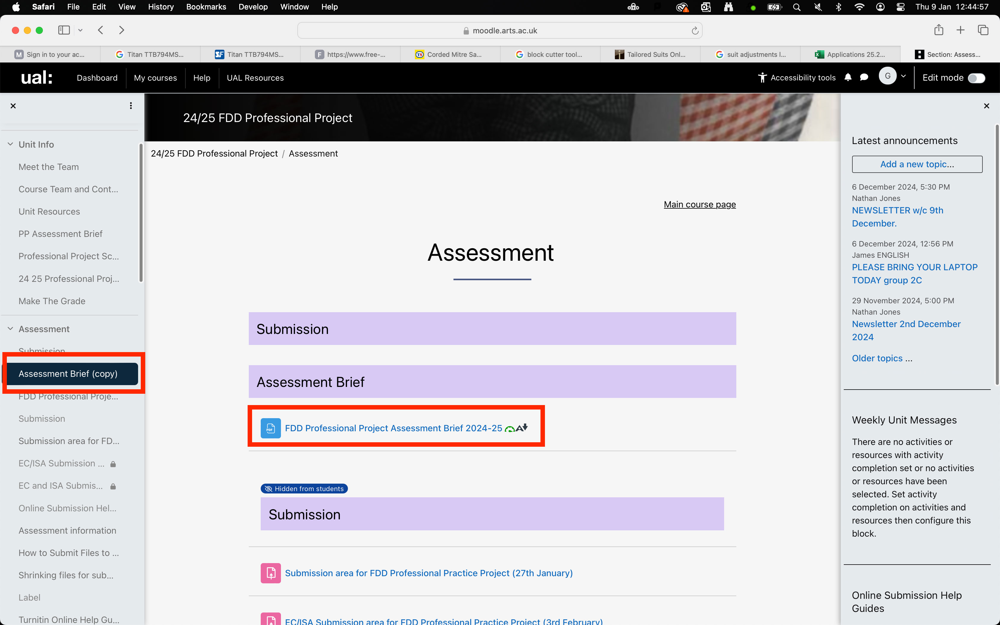 Safari File Edit View History Bookmarks Develop Window Help Thu 9 Jan 12:44:57
moodle.arts.ac.uk
M Sign in to your ac...
Titan TTB794MS...
SF Titan TTB794MS...
F https://www.free-...
TS Corded Mitre Sa...
block cutter tool...
Tailored Suits Onl...
suit adjustments l...
Applications 25.2...
Section: Assess...
ual: Dashboard My courses Help UAL Resources Accessibility tools G Edit mode
Unit Info
Meet the Team
Course Team and Cont...
Unit Resources
PP Assessment Brief
Professional Project Sc...
24 25 Professional Proj...
Make The Grade
Assessment
Submission
Assessment Brief (copy)
FDD Professional Proje...
Submission
Submission area for FD...
EC/ISA Submission ...
EC and ISA Submis...
Online Submission Hel...
Assessment information
How to Submit Files to ...
Shrinking files for sub...
Label
Turnitin Online Help Gu...
24/25 FDD Professional Project
24/25 FDD Professional Project / Assessment
Main course page
Assessment
Submission
Assessment Brief
PDF FDD Professional Project Assessment Brief 2024-25
Hidden from students
Submission
Submission area for FDD Professional Practice Project (27th January)
EC/ISA Submission area for FDD Professional Practice Project (3rd February)
Latest announcements
Add a new topic...
6 December 2024, 5:30 PM
Nathan Jones
NEWSLETTER w/c 9th
December.
6 December 2024, 12:56 PM
James ENGLISH
PLEASE BRING YOUR LAPTOP
TODAY group 2C
29 November 2024, 5:00 PM
Nathan Jones
Newsletter 2nd December
2024
Older topics ...
Weekly Unit Messages
There are no activities or
resources with activity
completion set or no activities
or resources have been
selected. Set activity
completion on activities and
resources then configure this
block.
Online Submission Help
Guides